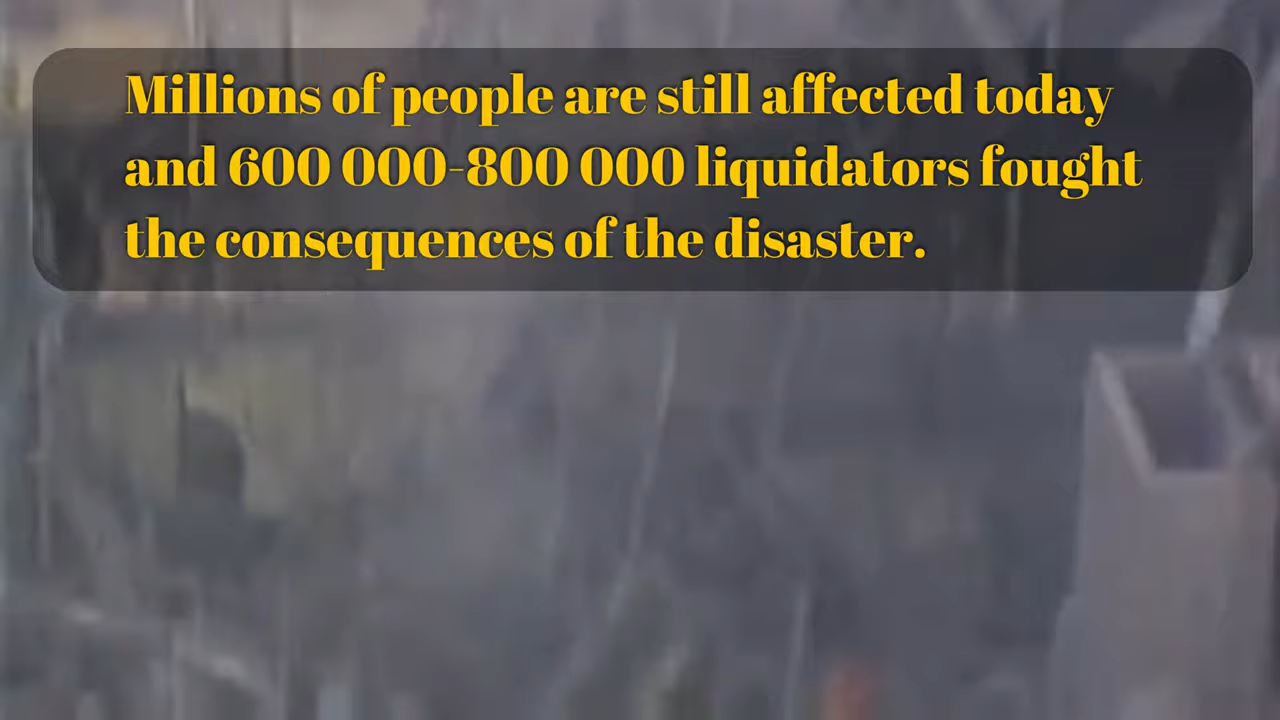 Millions of people are still affected today
and 600 000-800 000 liquidators fought
the consequences of the disaster.